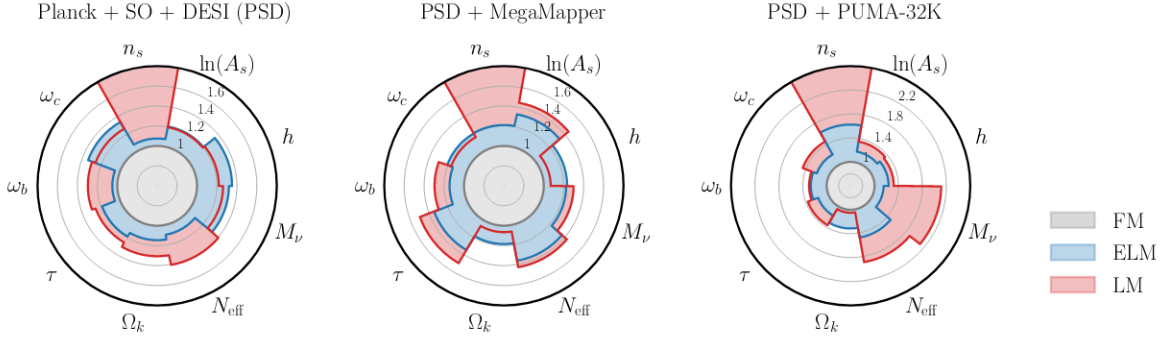 Planck + SO + DESI (PSD)
PSD + MegaMapper
PSD + PUMA-32K
n_s
ln(A_s)
h
M_ν
N_eff
Ω_k
τ
ω_b
ω_c
1.6
1.4
1.2
1
n_s
ln(A_s)
h
M_ν
N_eff
Ω_k
τ
ω_b
ω_c
1.6
1.4
1.2
1
n_s
ln(A_s)
h
M_ν
N_eff
Ω_k
τ
ω_b
ω_c
2.2
1.8
1.4
1
FM
ELM
LM